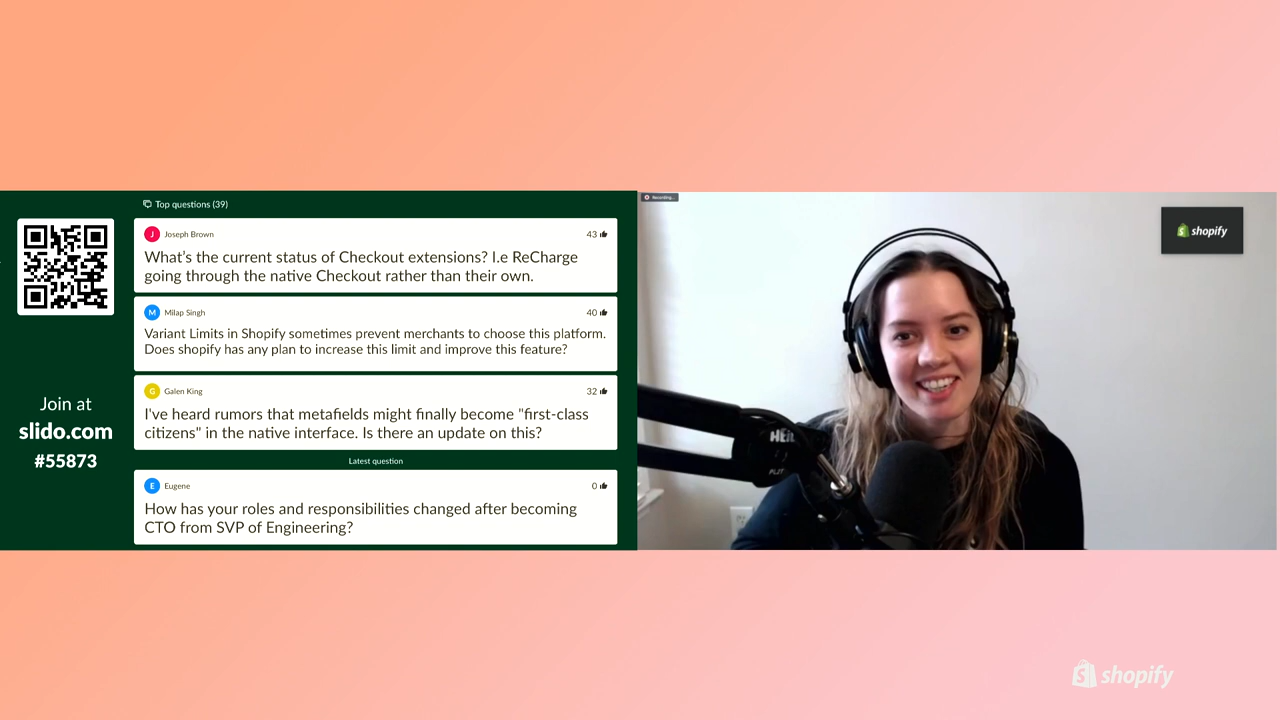 Top questions (39)
J
Joseph Brown
43
What's the current status of Checkout extensions? I.e ReCharge
going through the native Checkout rather than their own.
M
Milap Singh
40
Variant Limits in Shopify sometimes prevent merchants to choose this platform.
Does shopify has any plan to increase this limit and improve this feature?
G
Galen King
32
I've heard rumors that metafields might finally become "first-class
citizens" in the native interface. Is there an update on this?
Latest question
E
Eugene
0
How has your roles and responsibilities changed after becoming
CTO from SVP of Engineering?
Join at
slido.com
#55873
Recording...
shopify
shopify